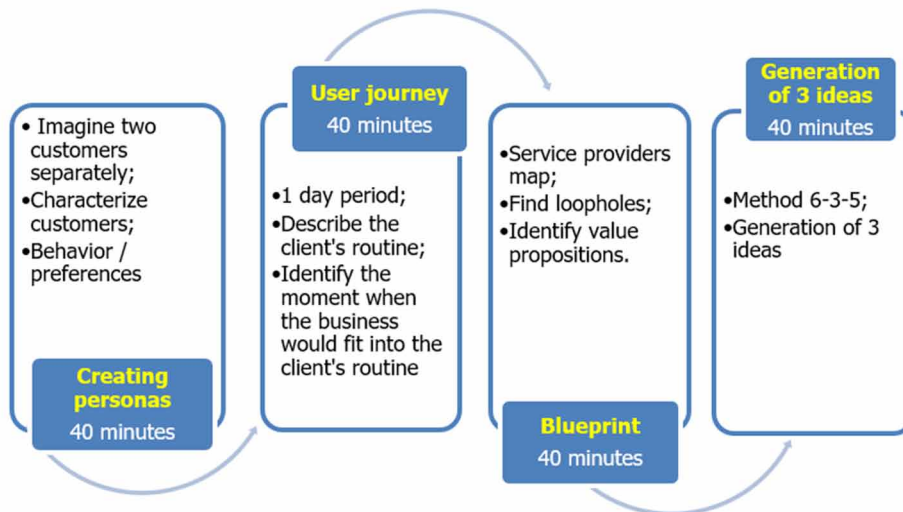 • Imagine two
customers
separately;
•Characterize
customers;
•Behavior /
preferences
Creating
personas
40 minutes
User journey
40 minutes
•1 day period;
•Describe the
client's routine;
•Identify the
moment when
the business
would fit into the
client's routine
•Service providers
map;
•Find loopholes;
•Identify value
propositions.
Blueprint
40 minutes
Generation
of 3 ideas
40 minutes
•Method 6-3-5;
•Generation of 3
ideas